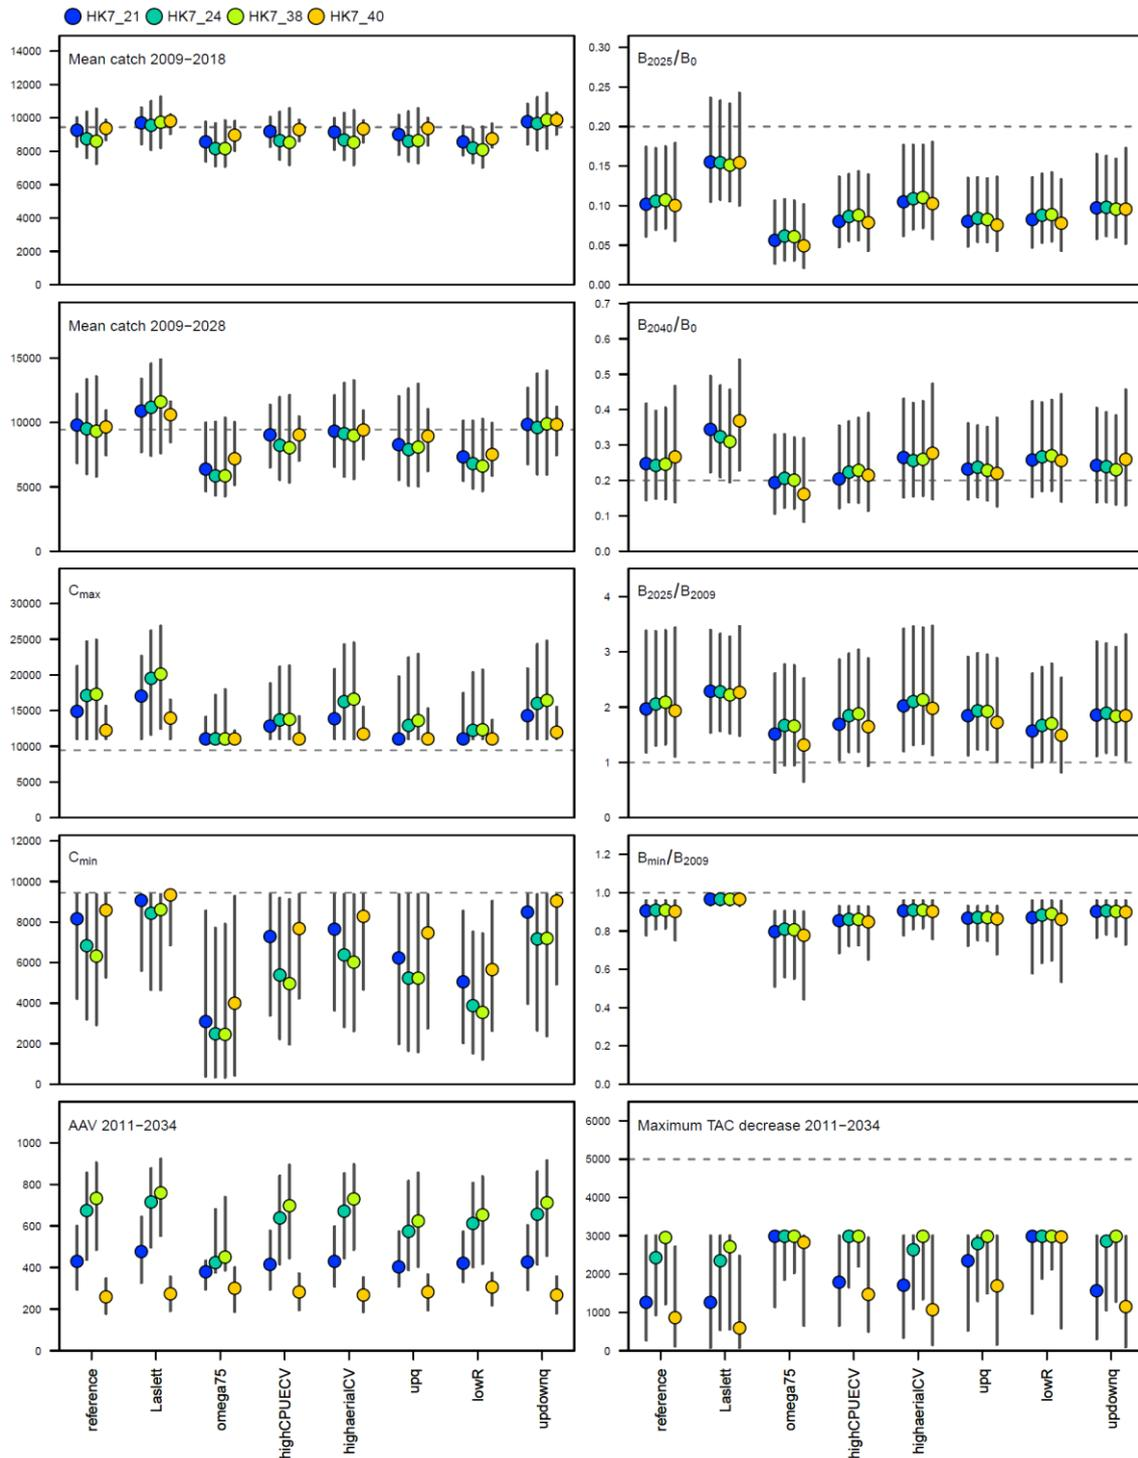 HK7_21 HK7_24 HK7_38 HK7_40
Mean catch 2009−2018
14000
12000
10000
8000
6000
4000
2000
0
B2025/B0
0.30
0.25
0.20
0.15
0.10
0.05
0.00
Mean catch 2009−2028
15000
10000
5000
0
B2040/B0
0.7
0.6
0.5
0.4
0.3
0.2
0.1
0.0
Cmax
30000
25000
20000
15000
10000
5000
0
B2025/B2009
4
3
2
1
0
Cmin
12000
10000
8000
6000
4000
2000
0
Bmin/B2009
1.2
1.0
0.8
0.6
0.4
0.2
0.0
AAV 2011−2034
1000
800
600
400
200
0
Maximum TAC decrease 2011−2034
6000
5000
4000
3000
2000
1000
0
reference
Laslett
omega75
highCPUECV
highaerialCV
upq
lowR
updownq
reference
Laslett
omega75
highCPUECV
highaerialCV
upq
lowR
updownq